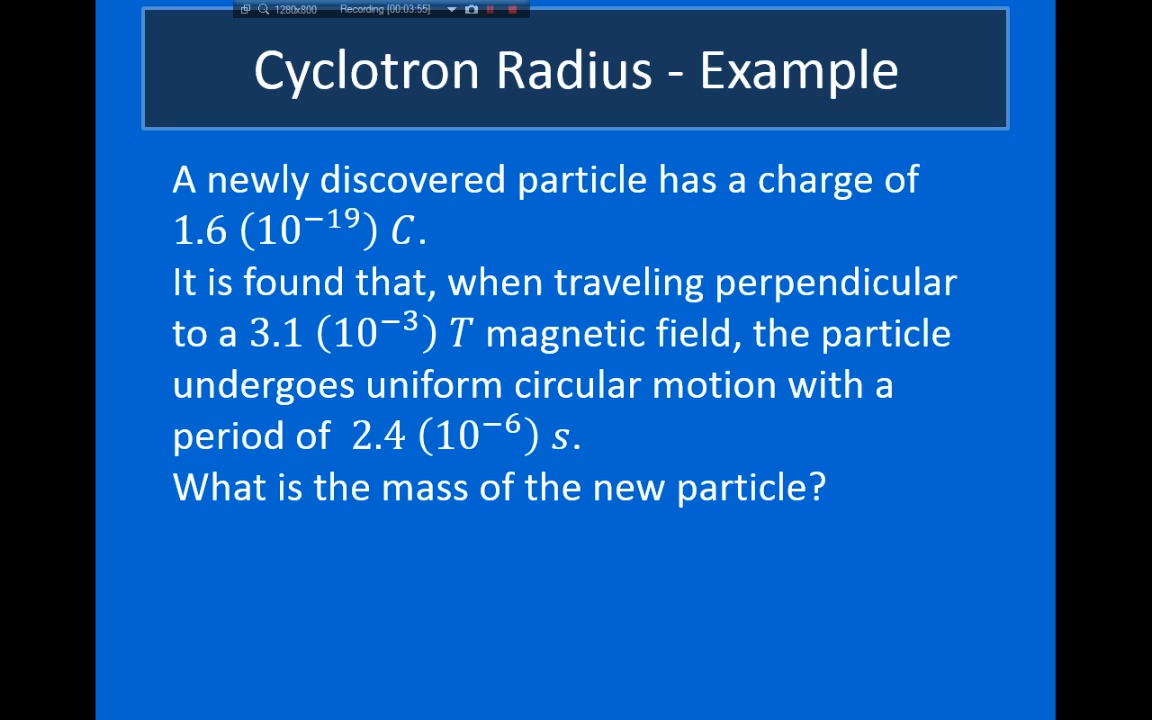 1280x800 Recording [00:03:55]
Cyclotron Radius - Example
A newly discovered particle has a charge of
1.6 (10⁻¹⁹) C.
It is found that, when traveling perpendicular
to a 3.1 (10⁻³) T magnetic field, the particle
undergoes uniform circular motion with a
period of 2.4 (10⁻⁶) s.
What is the mass of the new particle?